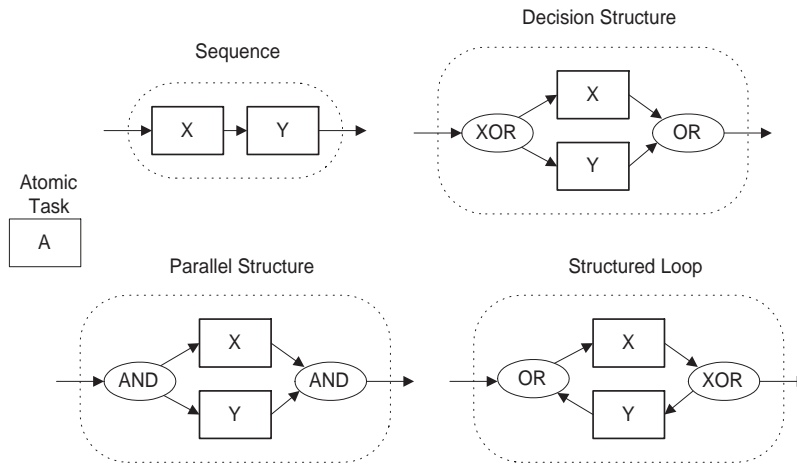 Decision Structure
Sequence
X
Y
XOR
X
Y
OR
Atomic
Task
A
Parallel Structure
AND
X
Y
AND
Structured Loop
OR
X
Y
XOR